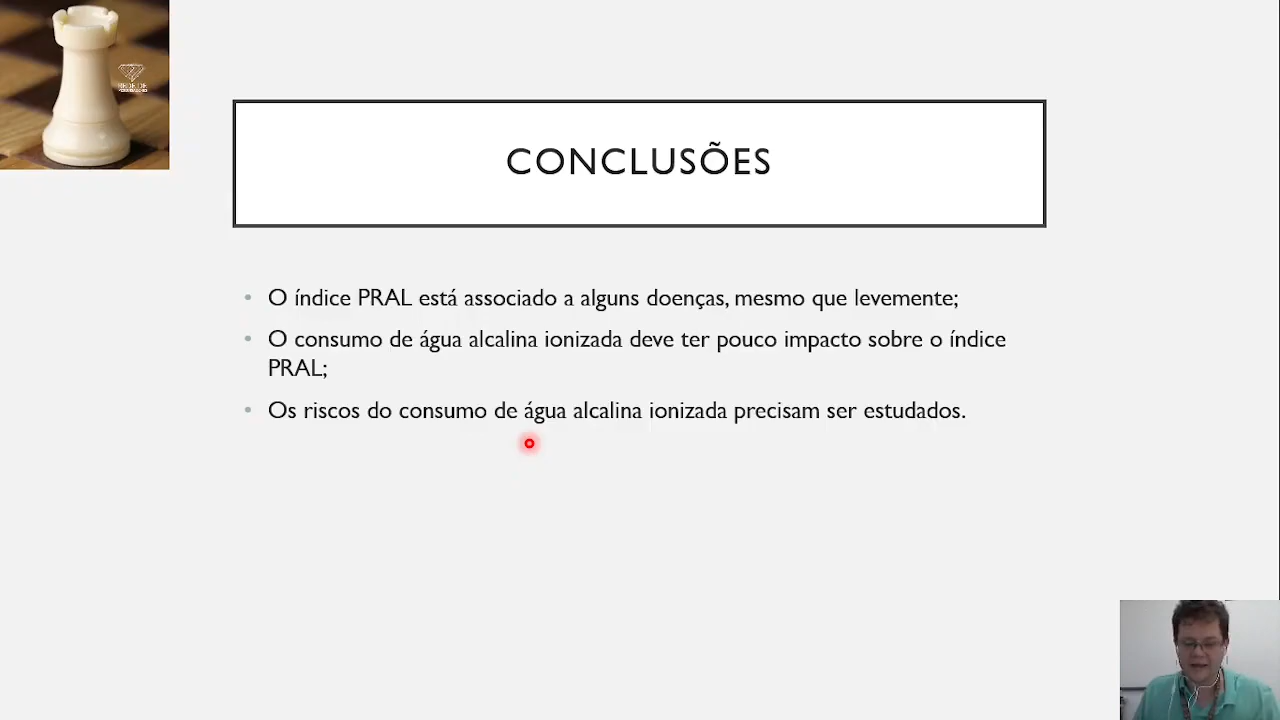 CONCLUSÕES
• O índice PRAL está associado a alguns doenças, mesmo que levemente;
• O consumo de água alcalina ionizada deve ter pouco impacto sobre o índice
PRAL;
• Os riscos do consumo de água alcalina ionizada precisam ser estudados.